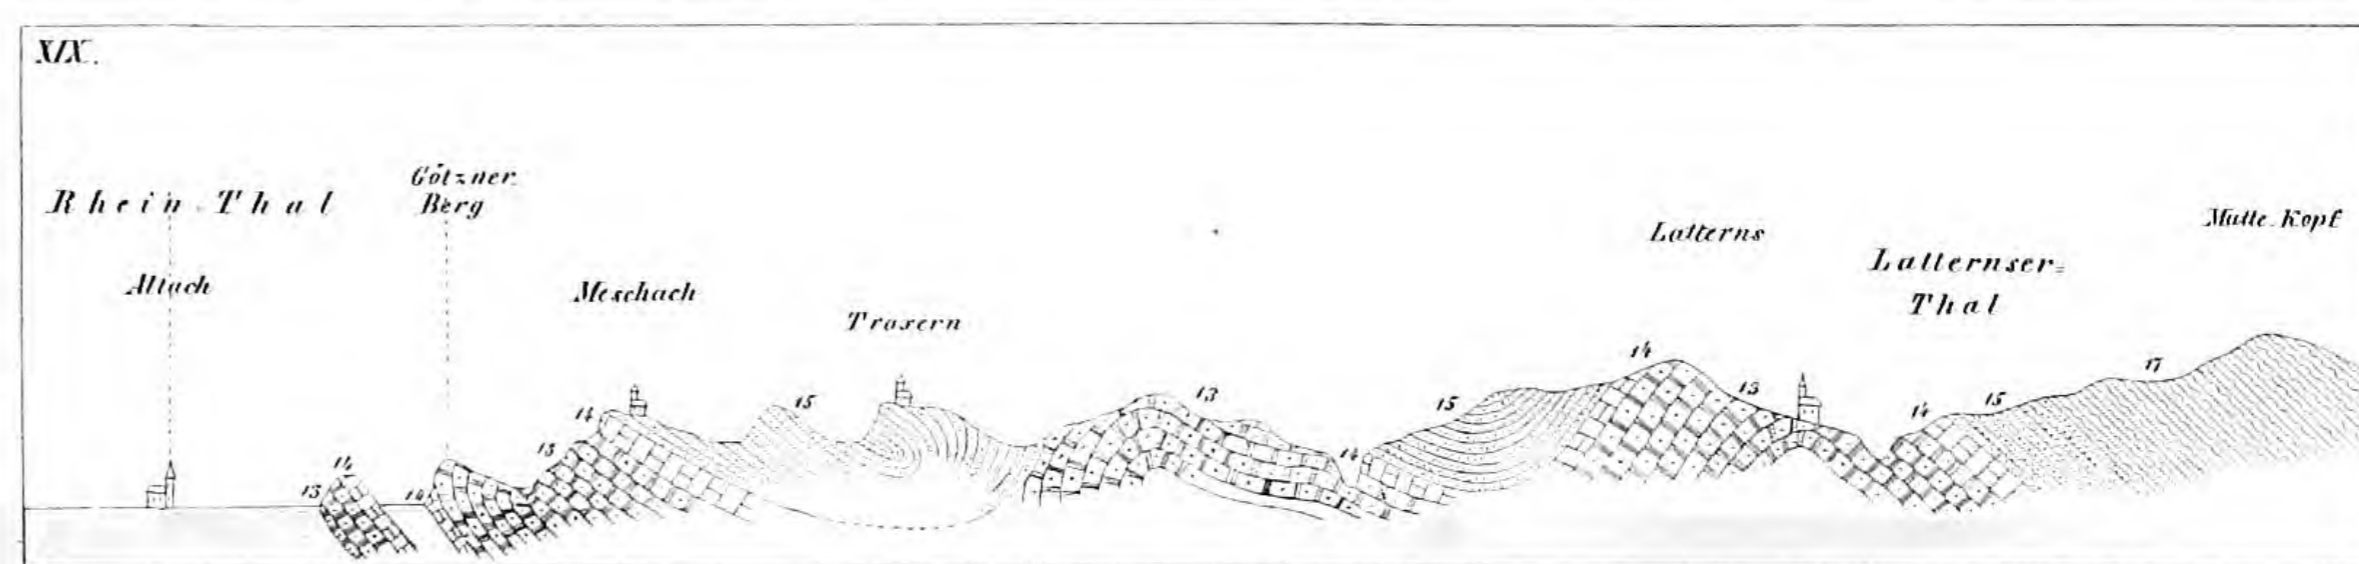 XIX.
Rhein-Thal
Götzner
Berg
Altach
Meschach
Traxern
Latterns
Latternser=
Thal
Mutte-Kopf
13
14
14
13
14
15
13
14
15
14
13
14
15
17